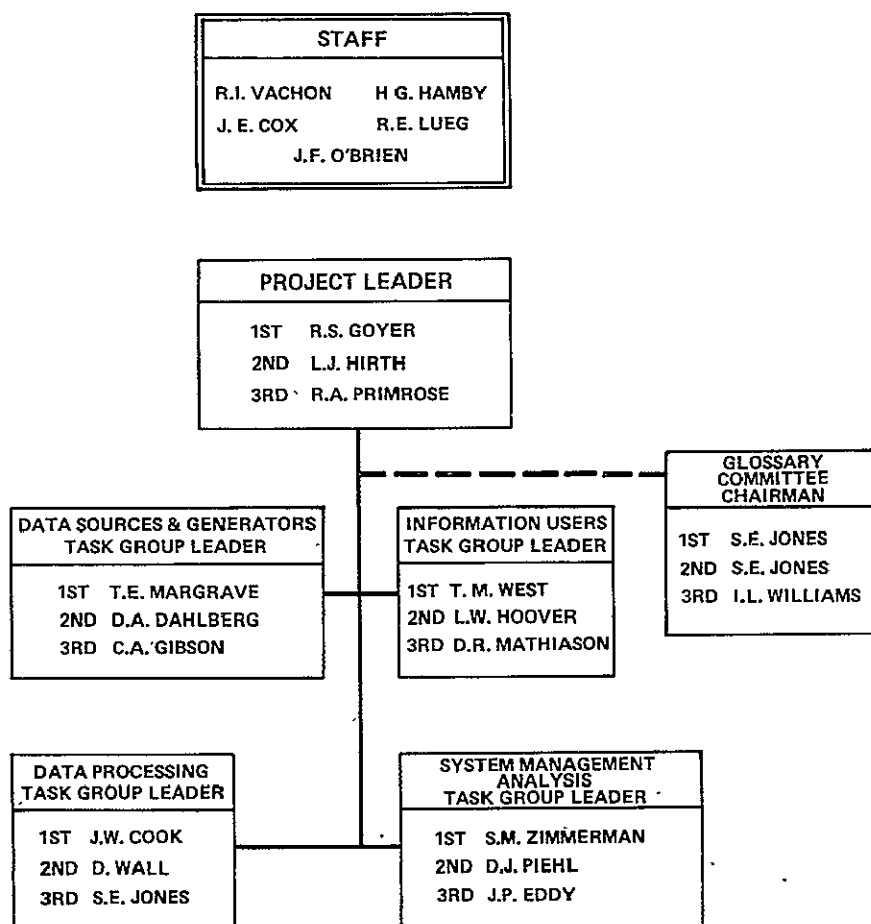 STAFF
R.I. VACHON H G. HAMBY
J. E. COX R.E. LUEG
J.F. O'BRIEN
PROJECT LEADER
1ST R.S. GOYER
2ND L.J. HIRTH
3RD R.A. PRIMROSE
GLOSSARY
COMMITTEE
CHAIRMAN
1ST S.E. JONES
2ND S.E. JONES
3RD I.L. WILLIAMS
DATA SOURCES & GENERATORS
TASK GROUP LEADER
1ST T.E. MARGRAVE
2ND D.A. DAHLBERG
3RD C.A. GIBSON
INFORMATION USERS
TASK GROUP LEADER
1ST T. M. WEST
2ND L.W. HOOVER
3RD D.R. MATHIASON
DATA PROCESSING
TASK GROUP LEADER
1ST J.W. COOK
2ND D. WALL
3RD S.E. JONES
SYSTEM MANAGEMENT
ANALYSIS
TASK GROUP LEADER
1ST S.M. ZIMMERMAN
2ND D.J. PIEHL
3RD J.P. EDDY